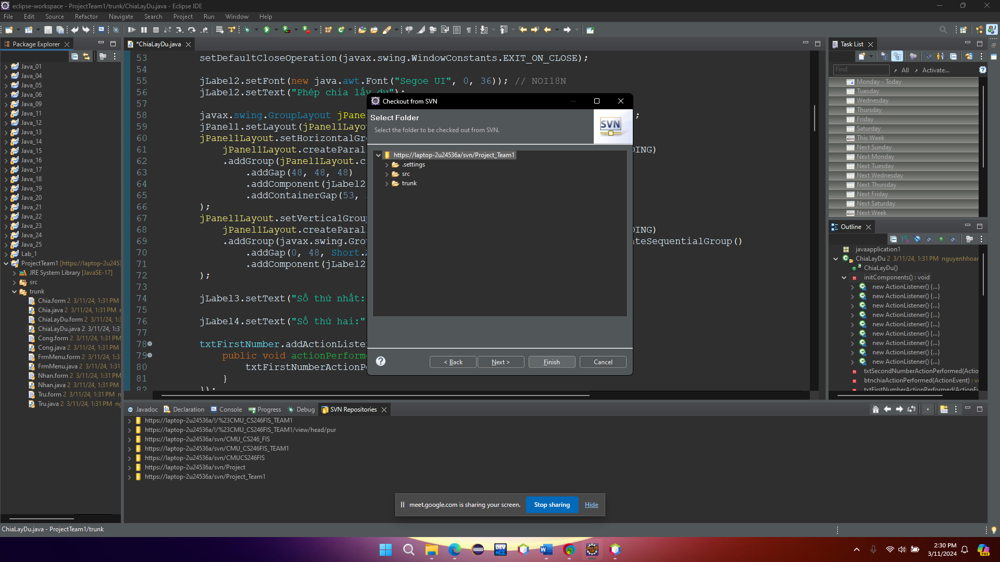 eclipse-workspace - ProjectTeam1/trunk/ChiaLayDu.java - Eclipse IDE
File Edit Source Refactor Navigate Search Project Run Window Help
Package Explorer
Java_01
Java_04
Java_05
Java_06
Java_09
Java_11
Java_12
Java_13
Java_14
Java_15
Java_16
Java_17
Java_18
Java_19
Java_20
Java_21
Java_22
Java_23
Java_24
Java_25
Lab_1
ProjectTeam1 [https://laptop-2u2453
JRE System Library [JavaSE-17]
src
trunk
Chia.form 2 3/11/24, 1:31 PM
Chia.java 2 3/11/24, 1:31 PM
ChiaLayDu.form 2 3/11/24, 1:3
ChiaLayDu.java 2 3/11/24, 1:31
Cong.form 2 3/11/24, 1:31 PM
Cong.java 2 3/11/24, 1:31 PM
FrmMenu.form 2 3/11/24, 1:31
FrmMenu.java 2 3/11/24, 1:31 P
Nhan.form 2 3/11/24, 1:31 PM
Nhan.java 2 3/11/24, 1:31 PM
Tru.form 2 3/11/24, 1:31 PM n
Tru.java 2 3/11/24, 1:31 PM ng
*ChiaLayDu.java
53 setDefaultCloseOperation(javax.swing.WindowConstants.EXIT_ON_CLOSE);
54
55 jLabel2.setFont(new java.awt.Font("Segoe UI", 0, 36)); // NOI18N
56 jLabel2.setText("Phép chia lấy dư");
57
58 javax.swing.GroupLayout jPane ;
59 jPanel1.setLayout(jPanel1Layo
60 jPanel1Layout.setHorizontalGr
61 jPanel1Layout.createParal DING)
62 .addGroup(jPanel1Layout.c
63 .addGap(48, 48, 48)
64 .addComponent(jLabel2
65 .addContainerGap(53,
66 );
67 jPanel1Layout.setVerticalGroup
68 jPanel1Layout.createParal DING)
69 .addGroup(javax.swing.Gro ateSequentialGroup()
70 .addGap(0, 48, Short.
71 .addComponent(jLabel2
72 );
73
74 jLabel3.setText("Số thứ nhất:
75
76 jLabel4.setText("Số thứ hai:"
77
78 txtFirstNumber.addActionListe
79 public void actionPerform
80 txtFirstNumberActionP
81 }
82 });
Checkout from SVN
Select Folder
Select the folder to be checked out from SVN.
SVN
https://laptop-2u24536a/svn/Project_Team1
.settings
src
trunk
< Back Next > Finish Cancel
Task List
Find All Activate...
Monday - Today
Tuesday
Wednesday
Thursday
Friday
Saturday
This Week
Next Sunday
Next Monday
Next Tuesday
Next Wednesday
Next Thursday
Next Friday
Next Saturday
Next Week
Outline
javaapplication1
ChiaLayDu 2 3/11/24, 1:31 PM nguyenhhoar
ChiaLayDu()
initComponents() : void
new ActionListener() {...}
new ActionListener() {...}
new ActionListener() {...}
new ActionListener() {...}
new ActionListener() {...}
new ActionListener() {...}
new ActionListener() {...}
new ActionListener() {...}
new ActionListener() {...}
txtSecondNumberActionPerformed(Actio
btnchiaActionPerformed(ActionEvent) : v
txtFirstNumberActionPerformed(ActionEv
Javadoc Declaration Console Progress Debug SVN Repositories
https://laptop-2u24536a/!/%23CMU_CS246FIS_TEAM1
https://laptop-2u24536a/!/%23CMU_CS246FIS_TEAM1/view/head/pur
https://laptop-2u24536a/svn/CMU_CS246_FIS
https://laptop-2u24536a/svn/CMU_CS246FIS_TEAM1
https://laptop-2u24536a/svn/CMUCS246FIS
https://laptop-2u24536a/svn/Project
https://laptop-2u24536a/svn/Project_Team1
meet.google.com is sharing your screen. Stop sharing Hide
ChiaLayDu.java - ProjectTeam1/trunk
DEV
W
PRE
2:30 PM
3/11/2024